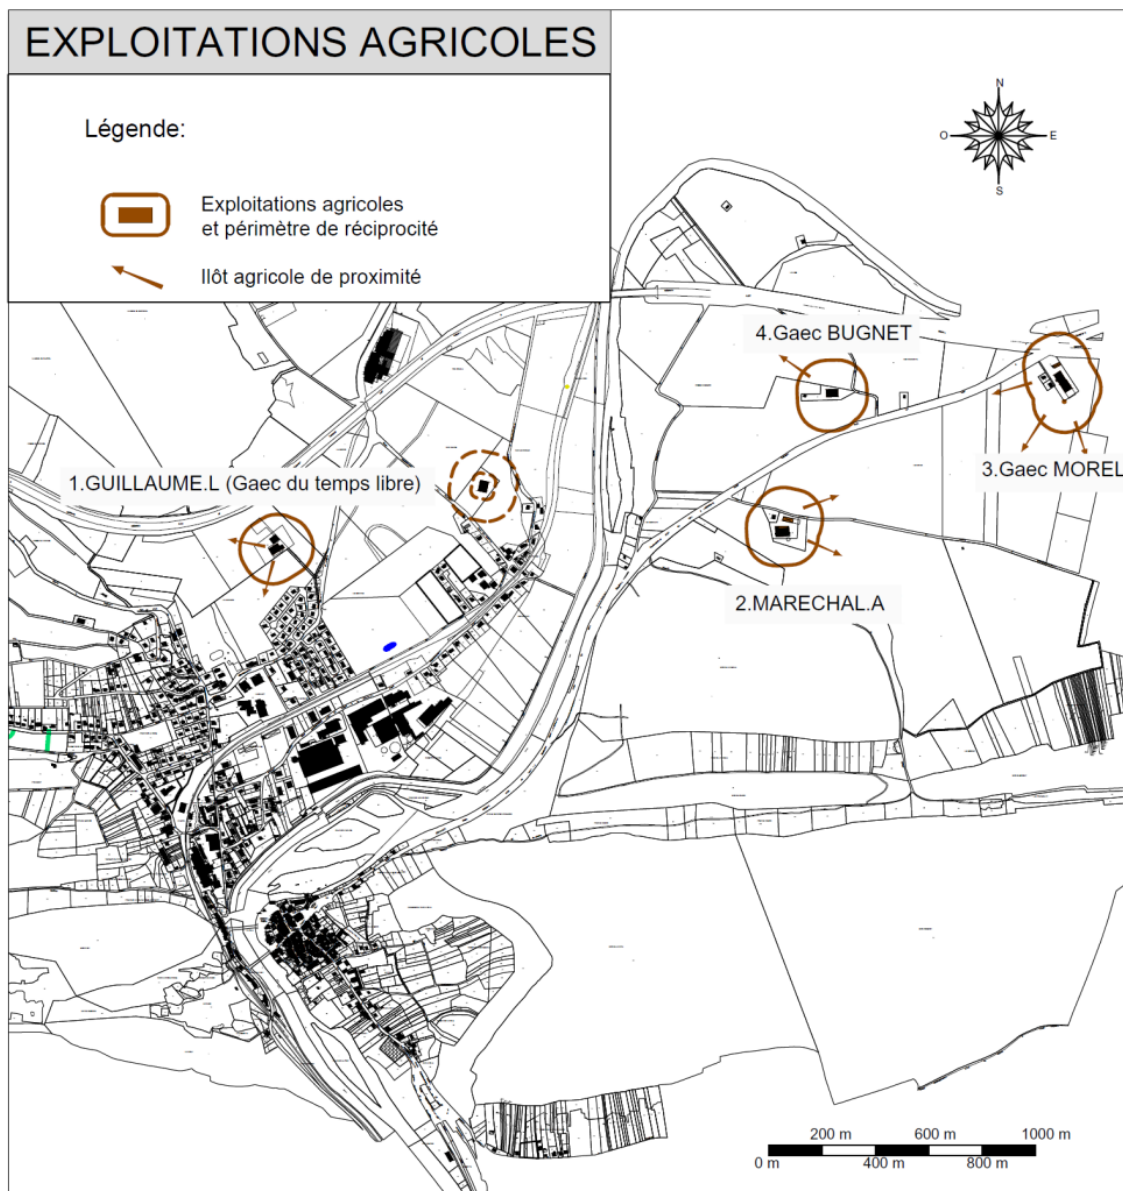 EXPLOITATIONS AGRICOLES
Légende:
Exploitations agricoles
et périmètre de réciprocité
Ilôt agricole de proximité
N
O
E
S
4.Gaec BUGNET
3.Gaec MOREL
1.GUILLAUME.L (Gaec du temps libre)
2.MARECHAL.A
200 m
600 m
1000 m
0 m
400 m
800 m